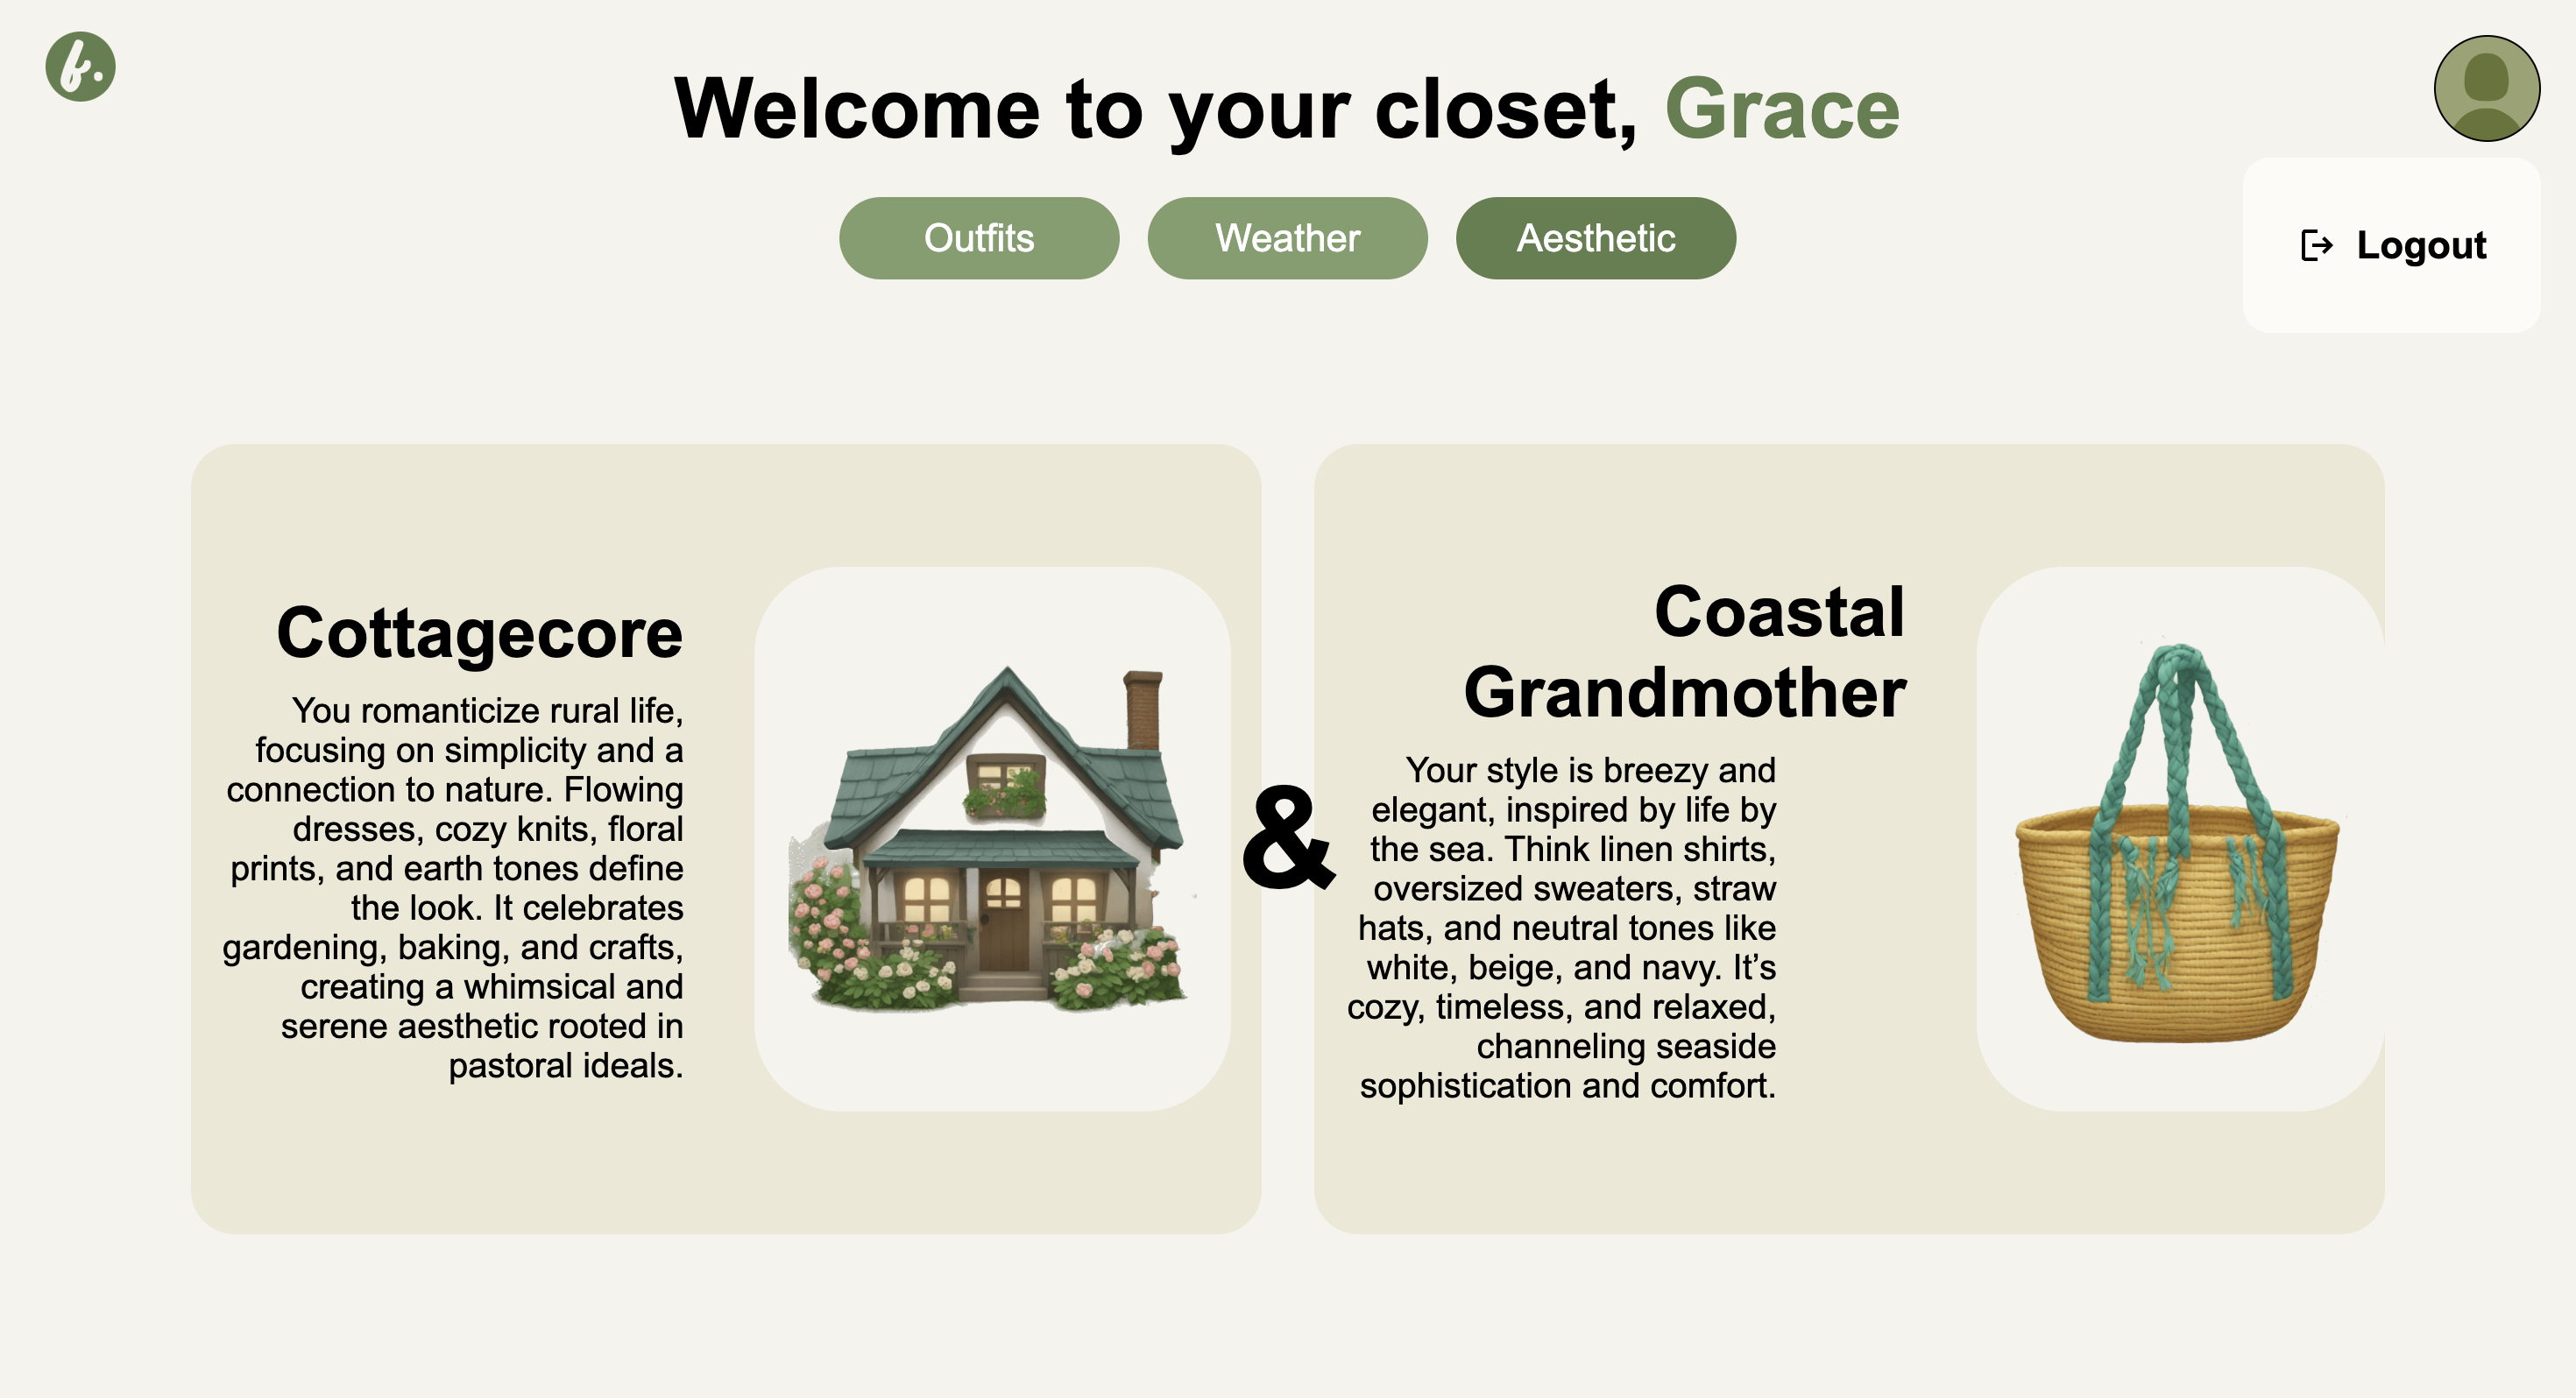 f.
Welcome to your closet, Grace
Outfits
Weather
Aesthetic
Logout
Cottagecore
You romanticize rural life,
focusing on simplicity and a
connection to nature. Flowing
dresses, cozy knits, floral
prints, and earth tones define
the look. It celebrates
gardening, baking, and crafts,
creating a whimsical and
serene aesthetic rooted in
pastoral ideals.
&
Coastal
Grandmother
Your style is breezy and
elegant, inspired by life by
the sea. Think linen shirts,
oversized sweaters, straw
hats, and neutral tones like
white, beige, and navy. It’s
cozy, timeless, and relaxed,
channeling seaside
sophistication and comfort.